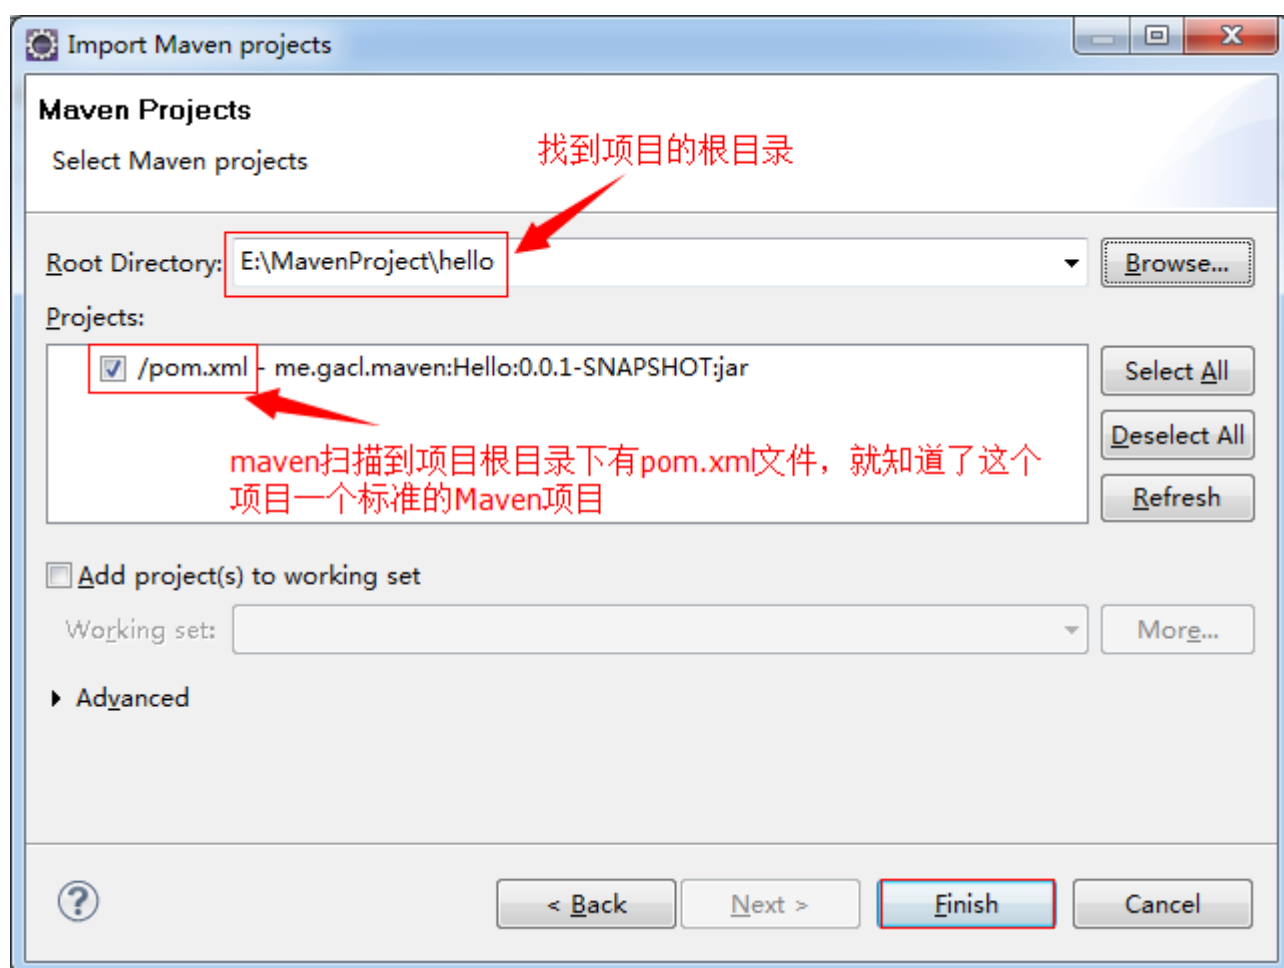 Import Maven projects
Maven Projects
Select Maven projects
找到项目的根目录
Root Directory: E:\MavenProject\hello
Browse...
Projects:
/pom.xml - me.gacl.maven:Hello:0.0.1-SNAPSHOT:jar
Select All
Deselect All
maven扫描到项目根目录下有pom.xml文件，就知道了这个
项目一个标准的Maven项目
Refresh
Add project(s) to working set
Working set:
More...
Advanced
< Back
Next >
Finish
Cancel